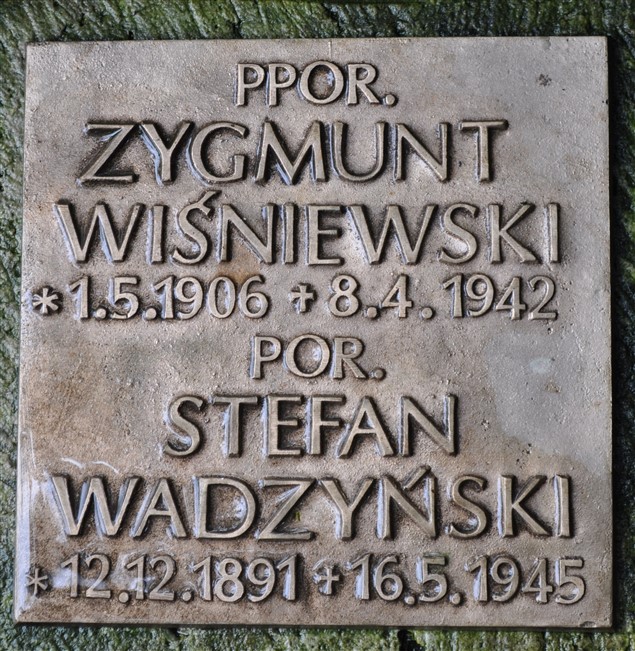 PPOR.
ZYGMUNT
WIŚNIEWSKI
* 1.5.1906 + 8.4.1942
POR.
STEFAN
WADZYŃSKI
* 12.12.1891 + 16.5.1945